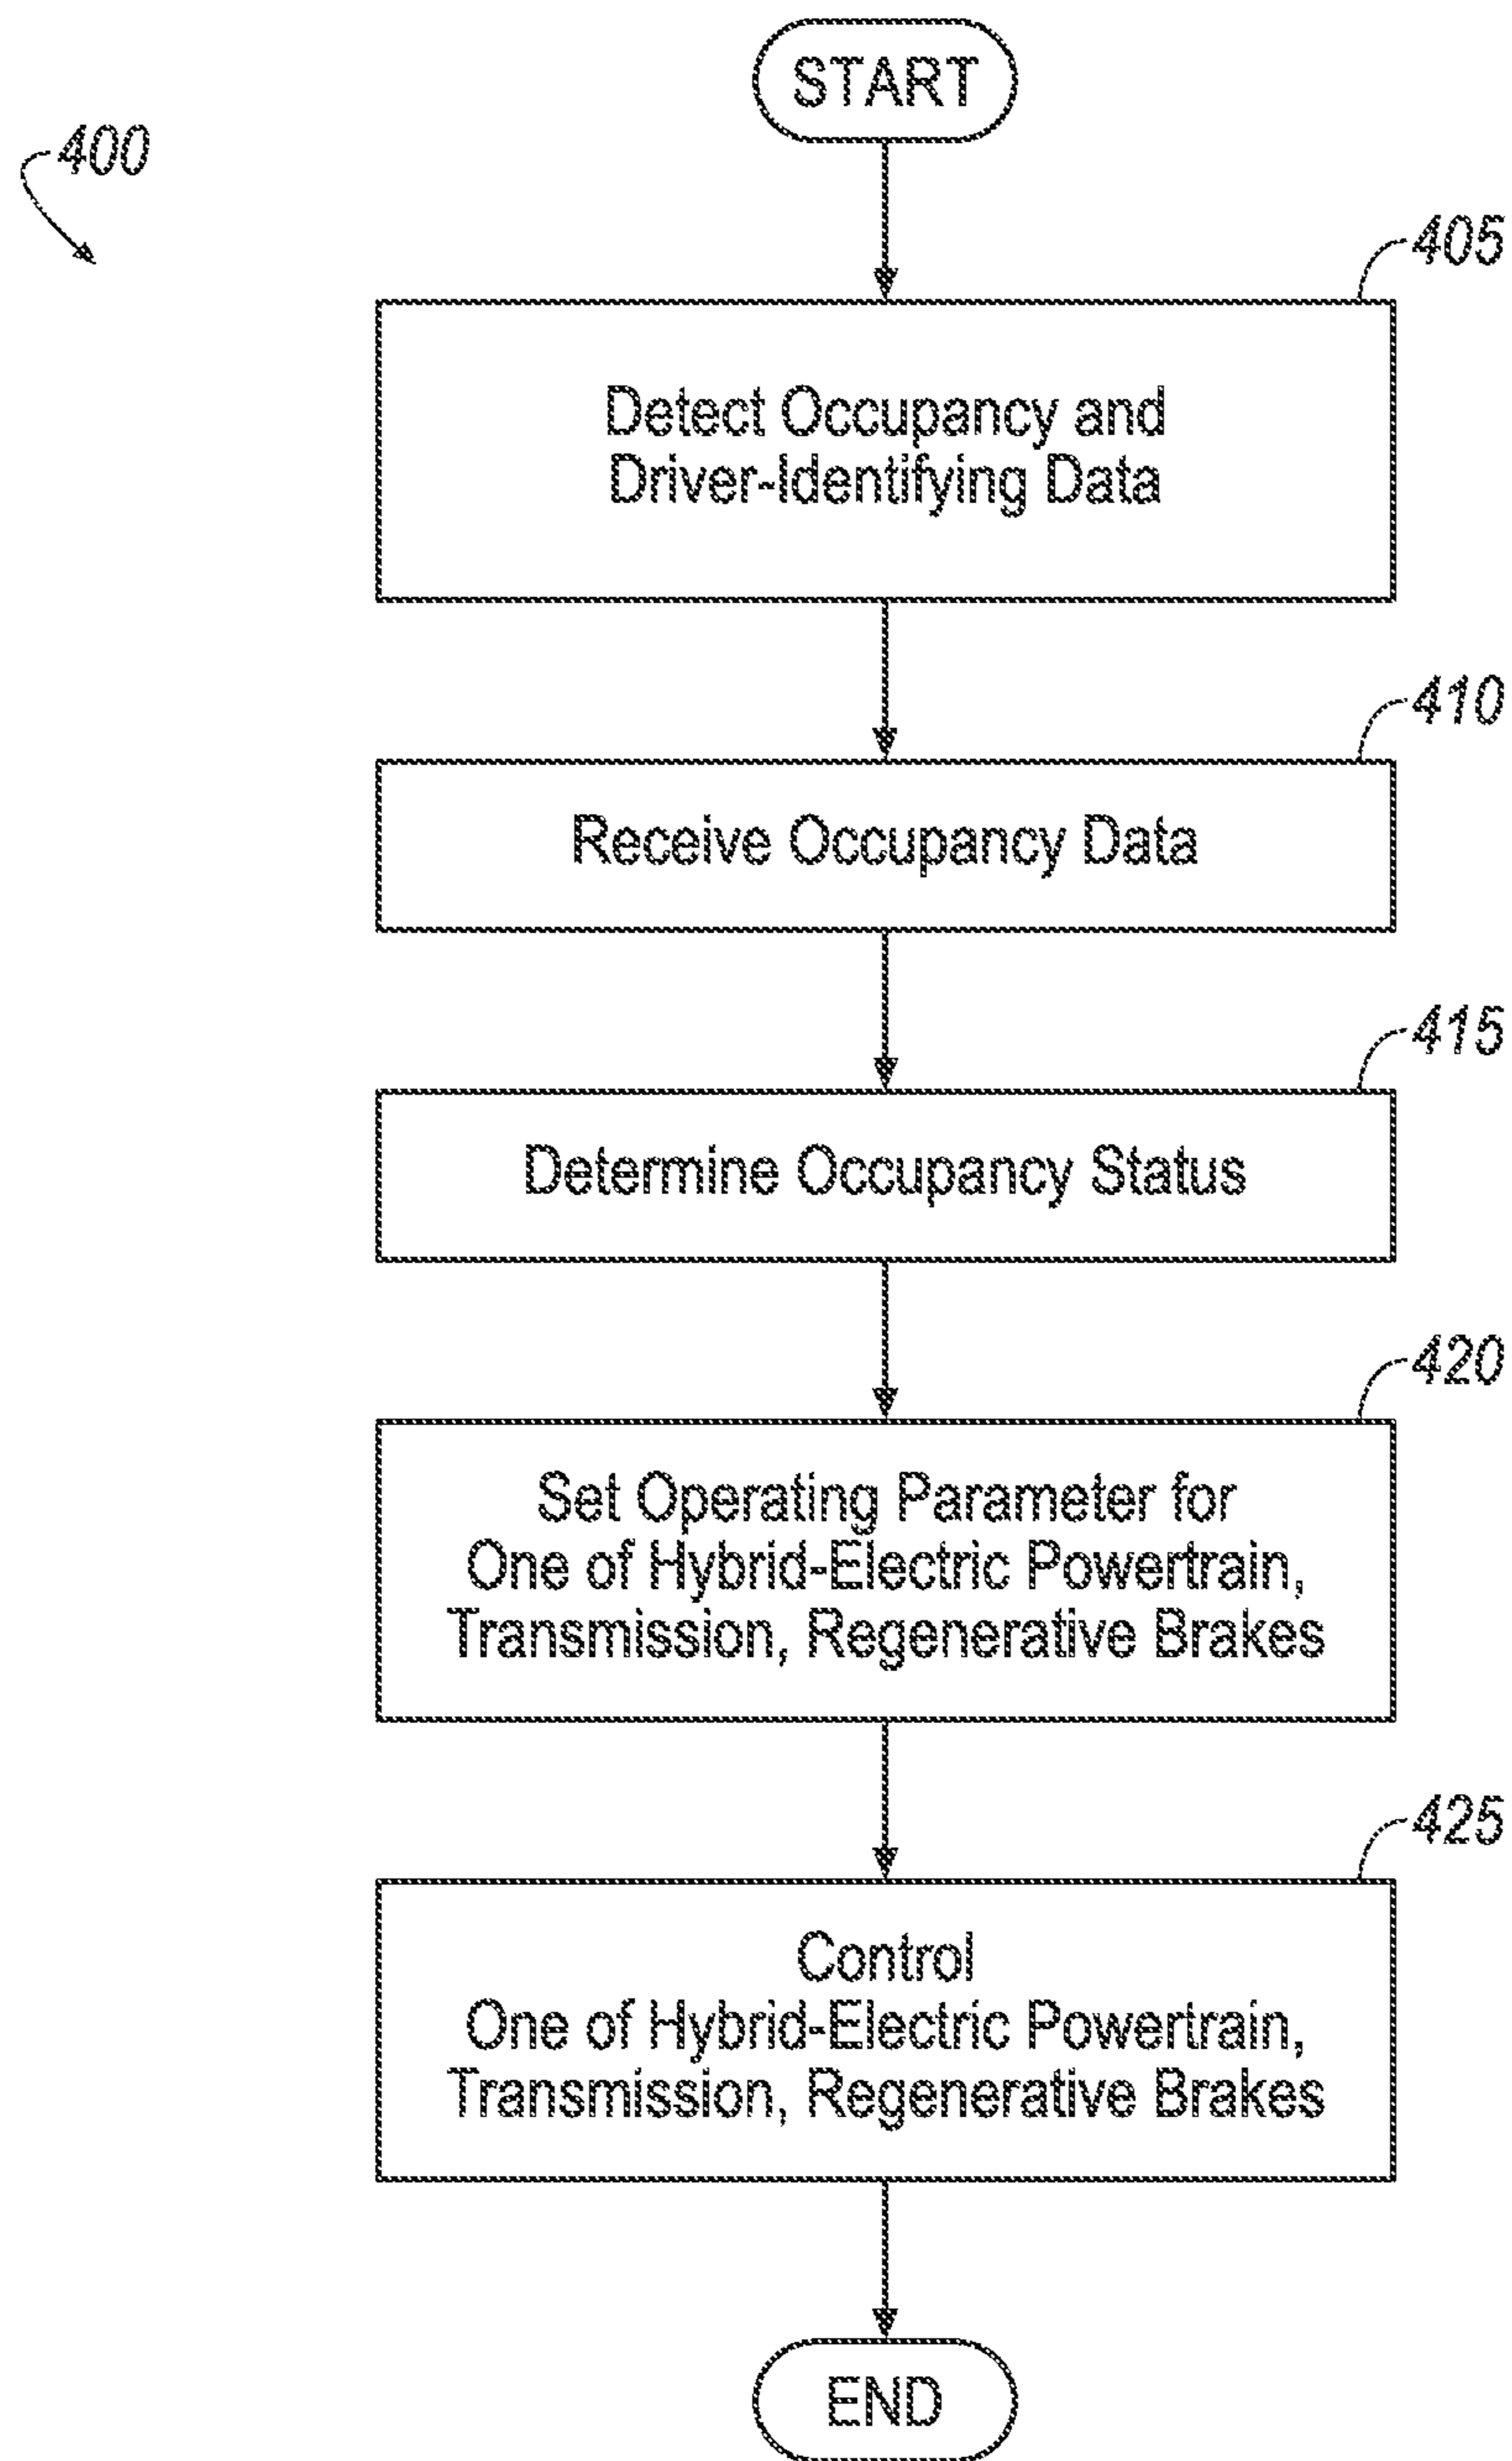 START
400
405
Detect Occupancy and
Driver-Identifying Data
410
Receive Occupancy Data
415
Determine Occupancy Status
420
Set Operating Parameter for
One of Hybrid-Electric Powertrain,
Transmission, Regenerative Brakes
425
Control
One of Hybrid-Electric Powertrain,
Transmission, Regenerative Brakes
END